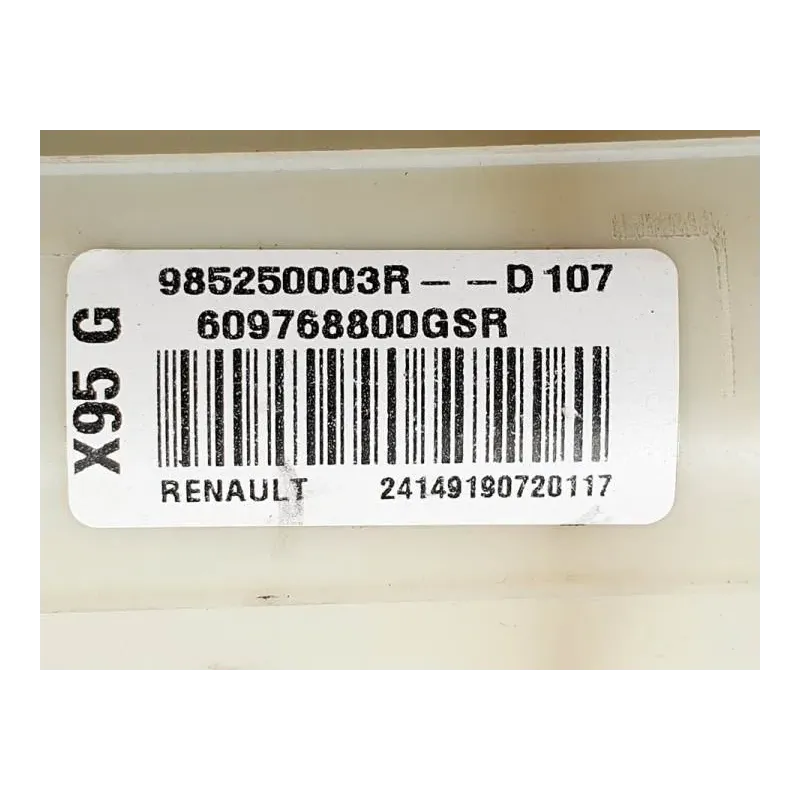 985250003R - - D 107
609768800GSR
X95 G
RENAULT 24149190720117